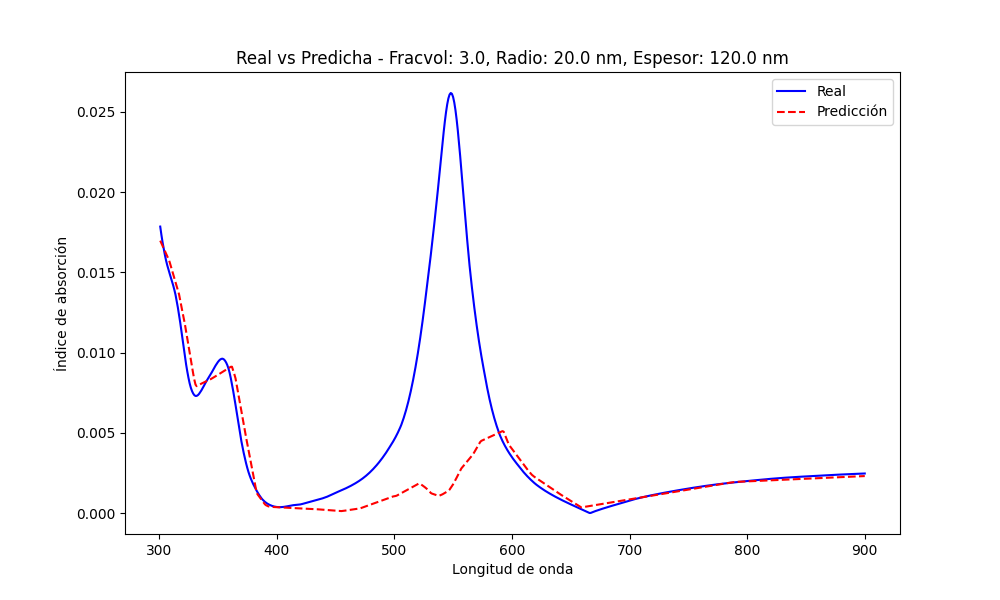 Real vs Predicha - Fracvol: 3.0, Radio: 20.0 nm, Espesor: 120.0 nm
Real
Predicción
Índice de absorción
0.025
0.020
0.015
0.010
0.005
0.000
300 400 500 600 700 800 900
Longitud de onda